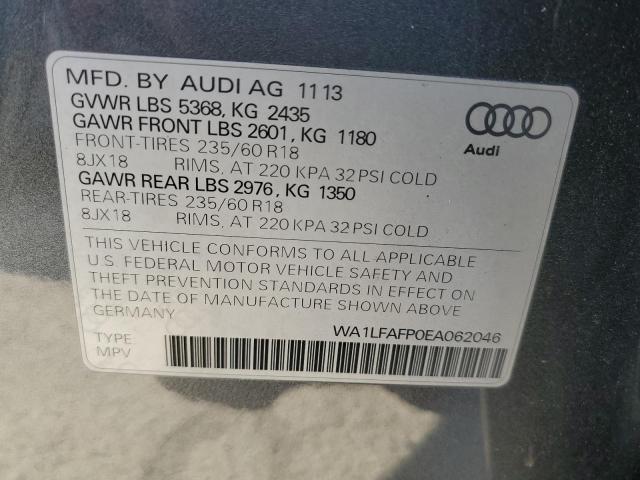 MFD. BY AUDI AG 11 13
GVWR LBS 5368, KG 2435
GAWR FRONT LBS 2601, KG 1180
FRONT-TIRES 235/60 R18
8JX18 RIMS, AT 220 KPA 32 PSI COLD
GAWR REAR LBS 2976, KG 1350
REAR-TIRES 235/60 R18
8JX18 RIMS, AT 220 KPA 32 PSI COLD
Audi
THIS VEHICLE CONFORMS TO ALL APPLICABLE
U.S. FEDERAL MOTOR VEHICLE SAFETY AND
THEFT PREVENTION STANDARDS IN EFFECT ON
THE DATE OF MANUFACTURE SHOWN ABOVE
GERMANY
WA1LFAFP0EA062046
TYPE
MPV